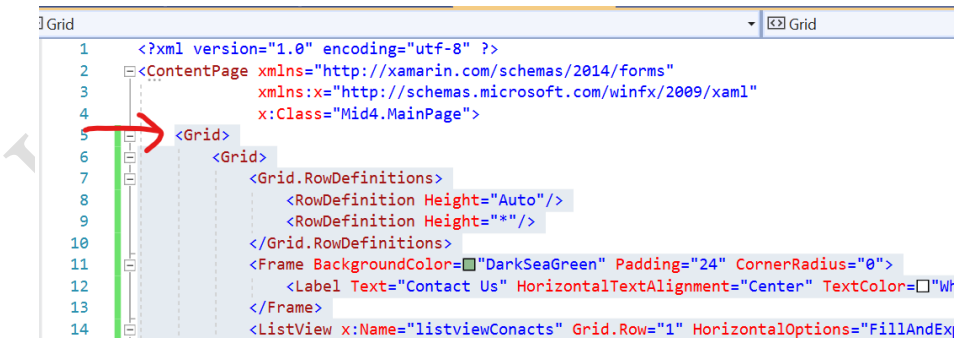 Grid Grid
1 <?xml version="1.0" encoding="utf-8" ?>
2 <ContentPage xmlns="http://xamarin.com/schemas/2014/forms"
3 xmlns:x="http://schemas.microsoft.com/winfx/2009/xaml"
4 x:Class="Mid4.MainPage">
5 <Grid>
6 <Grid>
7 <Grid.RowDefinitions>
8 <RowDefinition Height="Auto"/>
9 <RowDefinition Height="*"/>
10 </Grid.RowDefinitions>
11 <Frame BackgroundColor="DarkSeaGreen" Padding="24" CornerRadius="0">
12 <Label Text="Contact Us" HorizontalTextAlignment="Center" TextColor="Wh
13 </Frame>
14 <ListView x:Name="listviewConacts" Grid.Row="1" HorizontalOptions="FillAndExp